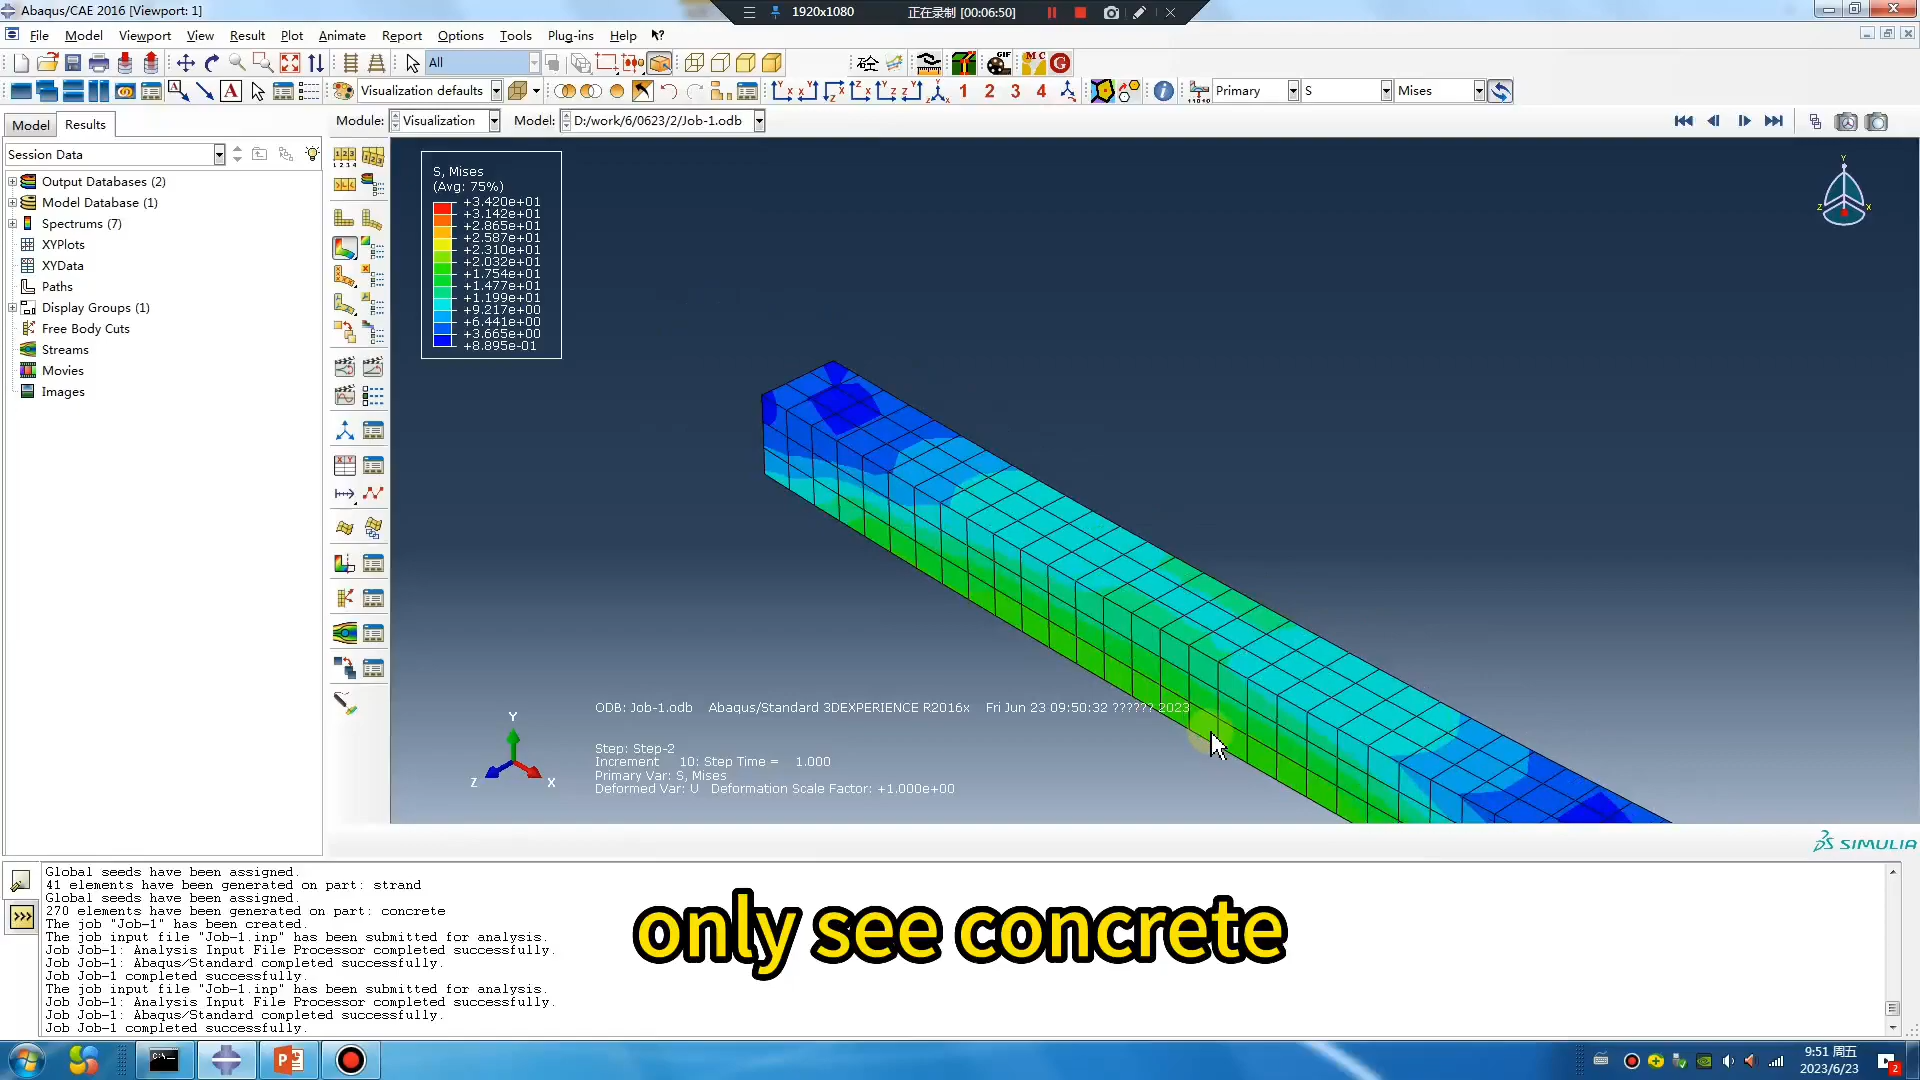 Abaqus/CAE 2016 [Viewport: 1]
1920x1080
正在录制 [00:06:50]
File Model Viewport View Result Plot Animate Report Options Tools Plug-ins Help
All
砼
GIF
M C
G
Visualization defaults
1 2 3 4
Primary S Mises
Model Results
Module: Visualization Model: D:/work/6/0623/2/Job-1.odb
Session Data
Output Databases (2)
Model Database (1)
Spectrums (7)
XYPlots
XYData
Paths
Display Groups (1)
Free Body Cuts
Streams
Movies
Images
S, Mises
(Avg: 75%)
+3.420e+01
+3.142e+01
+2.865e+01
+2.587e+01
+2.310e+01
+2.032e+01
+1.754e+01
+1.477e+01
+1.199e+01
+9.217e+00
+6.441e+00
+3.665e+00
+8.895e-01
Y
Z
X
Y
Z
X
ODB: Job-1.odb Abaqus/Standard 3DEXPERIENCE R2016x Fri Jun 23 09:50:32 ?????? 2023
Step: Step-2
Increment 10: Step Time = 1.000
Primary Var: S, Mises
Deformed Var: U Deformation Scale Factor: +1.000e+00
SIMULIA
Global seeds have been assigned.
41 elements have been generated on part: strand
Global seeds have been assigned.
270 elements have been generated on part: concrete
The job "Job-1" has been created.
The job input file "Job-1.inp" has been submitted for analysis.
Job Job-1: Analysis Input File Processor completed successfully.
Job Job-1: Abaqus/Standard completed successfully.
Job Job-1 completed successfully.
The job input file "Job-1.inp" has been submitted for analysis.
Job Job-1: Analysis Input File Processor completed successfully.
Job Job-1: Abaqus/Standard completed successfully.
Job Job-1 completed successfully.
only see concrete
9:51 周五
2023/6/23
2